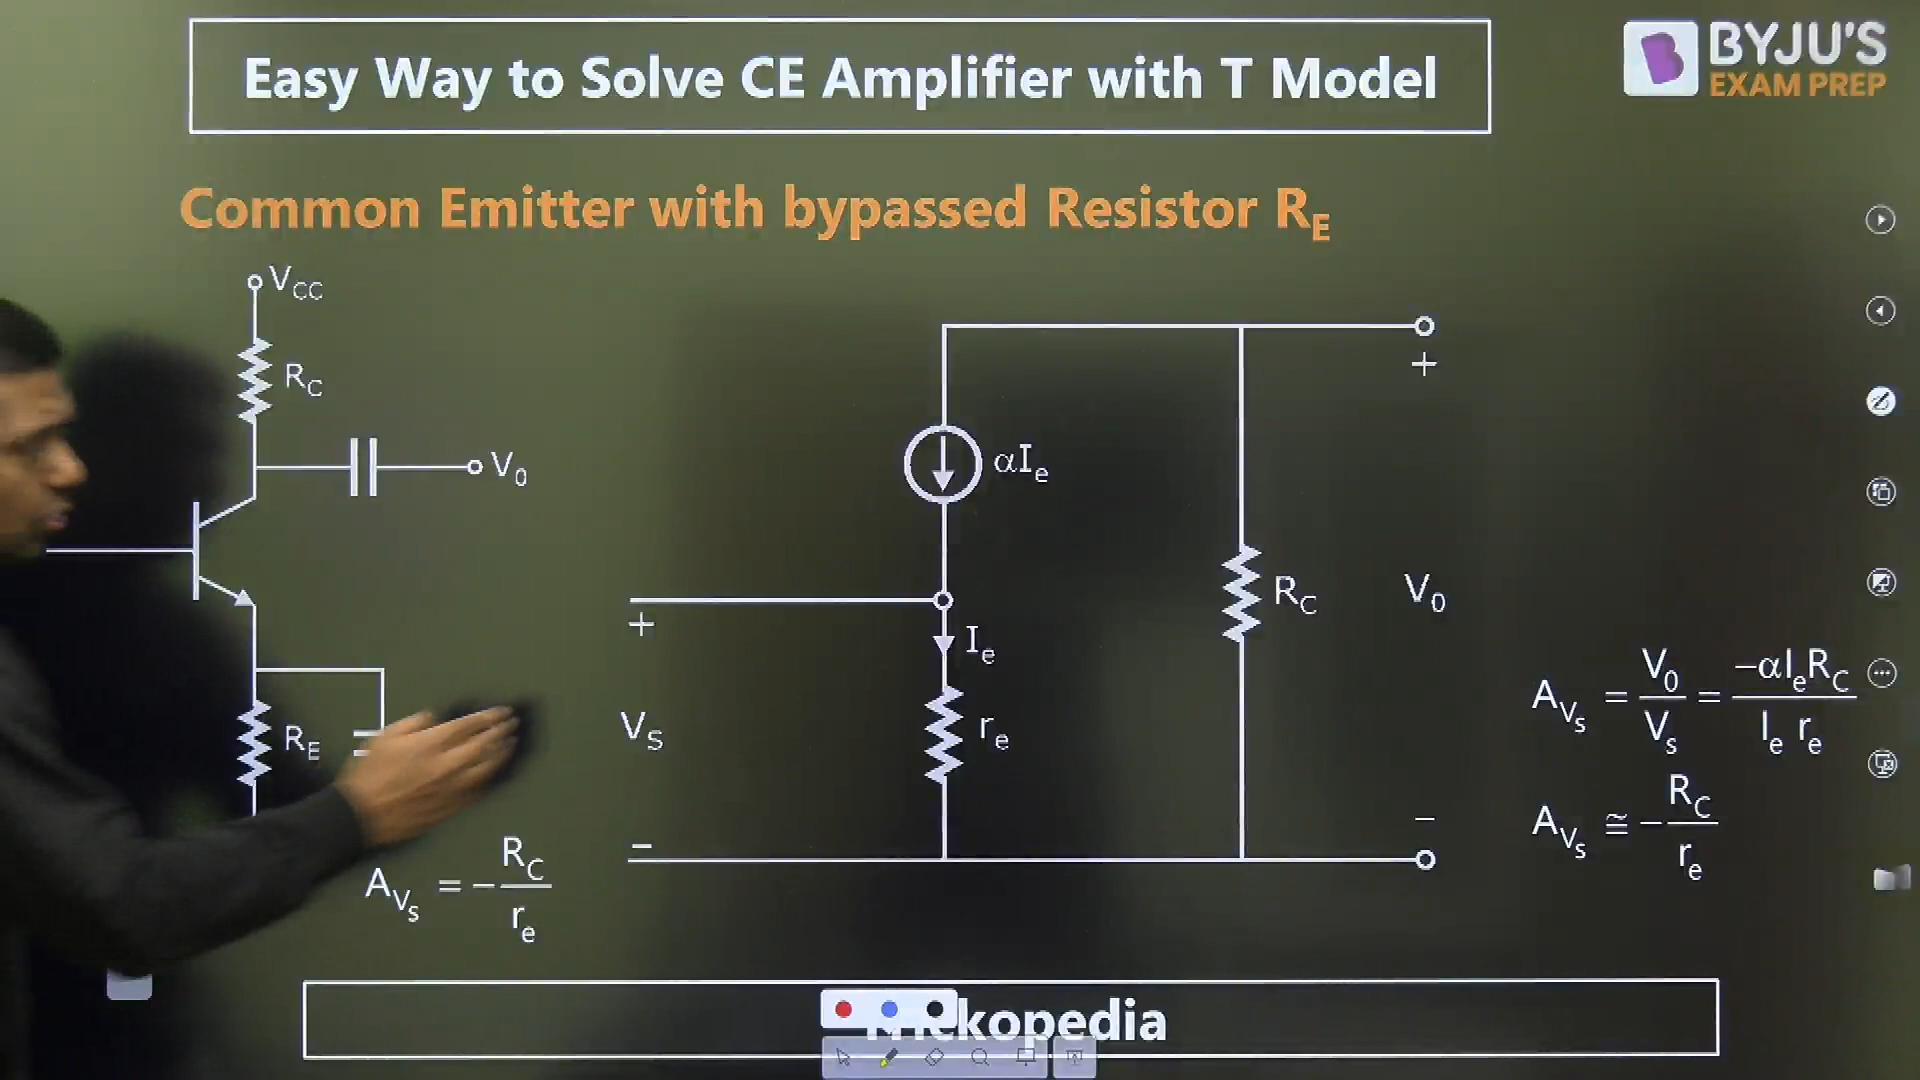 Easy Way to Solve CE Amplifier with T Model
BYJU'S
EXAM PREP
Common Emitter with bypassed Resistor R_E
V_CC
R_C
V_0
R_E
A_Vs = -R_C/r_e
αI_e
I_e
r_e
+
V_S
−
R_C
+
V_0
−
A_Vs = V_0/V_s = -αI_eR_C/I_e r_e
A_Vs ≅ -R_C/r_e